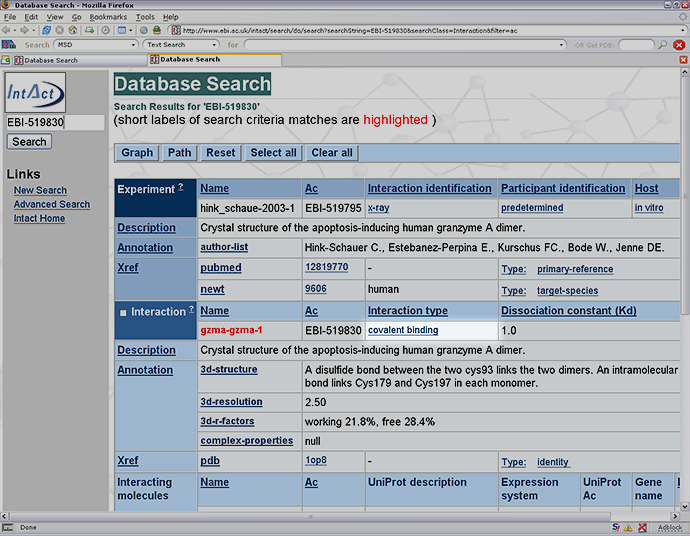 Database Search - Mozilla Firefox
File Edit View Go Bookmarks Tools Help
http://www.ebi.ac.uk/intact/search/do/search?searchString=EBI-519830&searchClass=Interaction&filter=ac
Search MSD Text Search for OR Get PDB:
Database Search Database Search
IntAct
EBI-519830
Search
Links
New Search
Advanced Search
Intact Home
Database Search
Search Results for 'EBI-519830'
(short labels of search criteria matches are highlighted )
Graph Path Reset Select all Clear all
Experiment ? Name Ac Interaction identification Participant identification Host
hink_schaue-2003-1 EBI-519795 x-ray predetermined in vitro
Description Crystal structure of the apoptosis-inducing human granzyme A dimer.
Annotation author-list Hink-Schauer C., Estebanez-Perpina E., Kurschus FC., Bode W., Jenne DE.
Xref pubmed 12819770 - Type: primary-reference
newt 9606 human Type: target-species
Interaction ? Name Ac Interaction type Dissociation constant (Kd)
gzma-gzma-1 EBI-519830 covalent binding 1.0
Description Crystal structure of the apoptosis-inducing human granzyme A dimer.
Annotation 3d-structure A disulfide bond between the two cys93 links the two dimers. An intramolecular
bond links Cys179 and Cys197 in each monomer.
3d-resolution 2.50
3d-r-factors working 21.8%, free 28.4%
complex-properties null
Xref pdb 1op8 - Type: identity
Interacting molecules Name Ac UniProt description Expression system UniProt Ac Gene name
Done Adblock